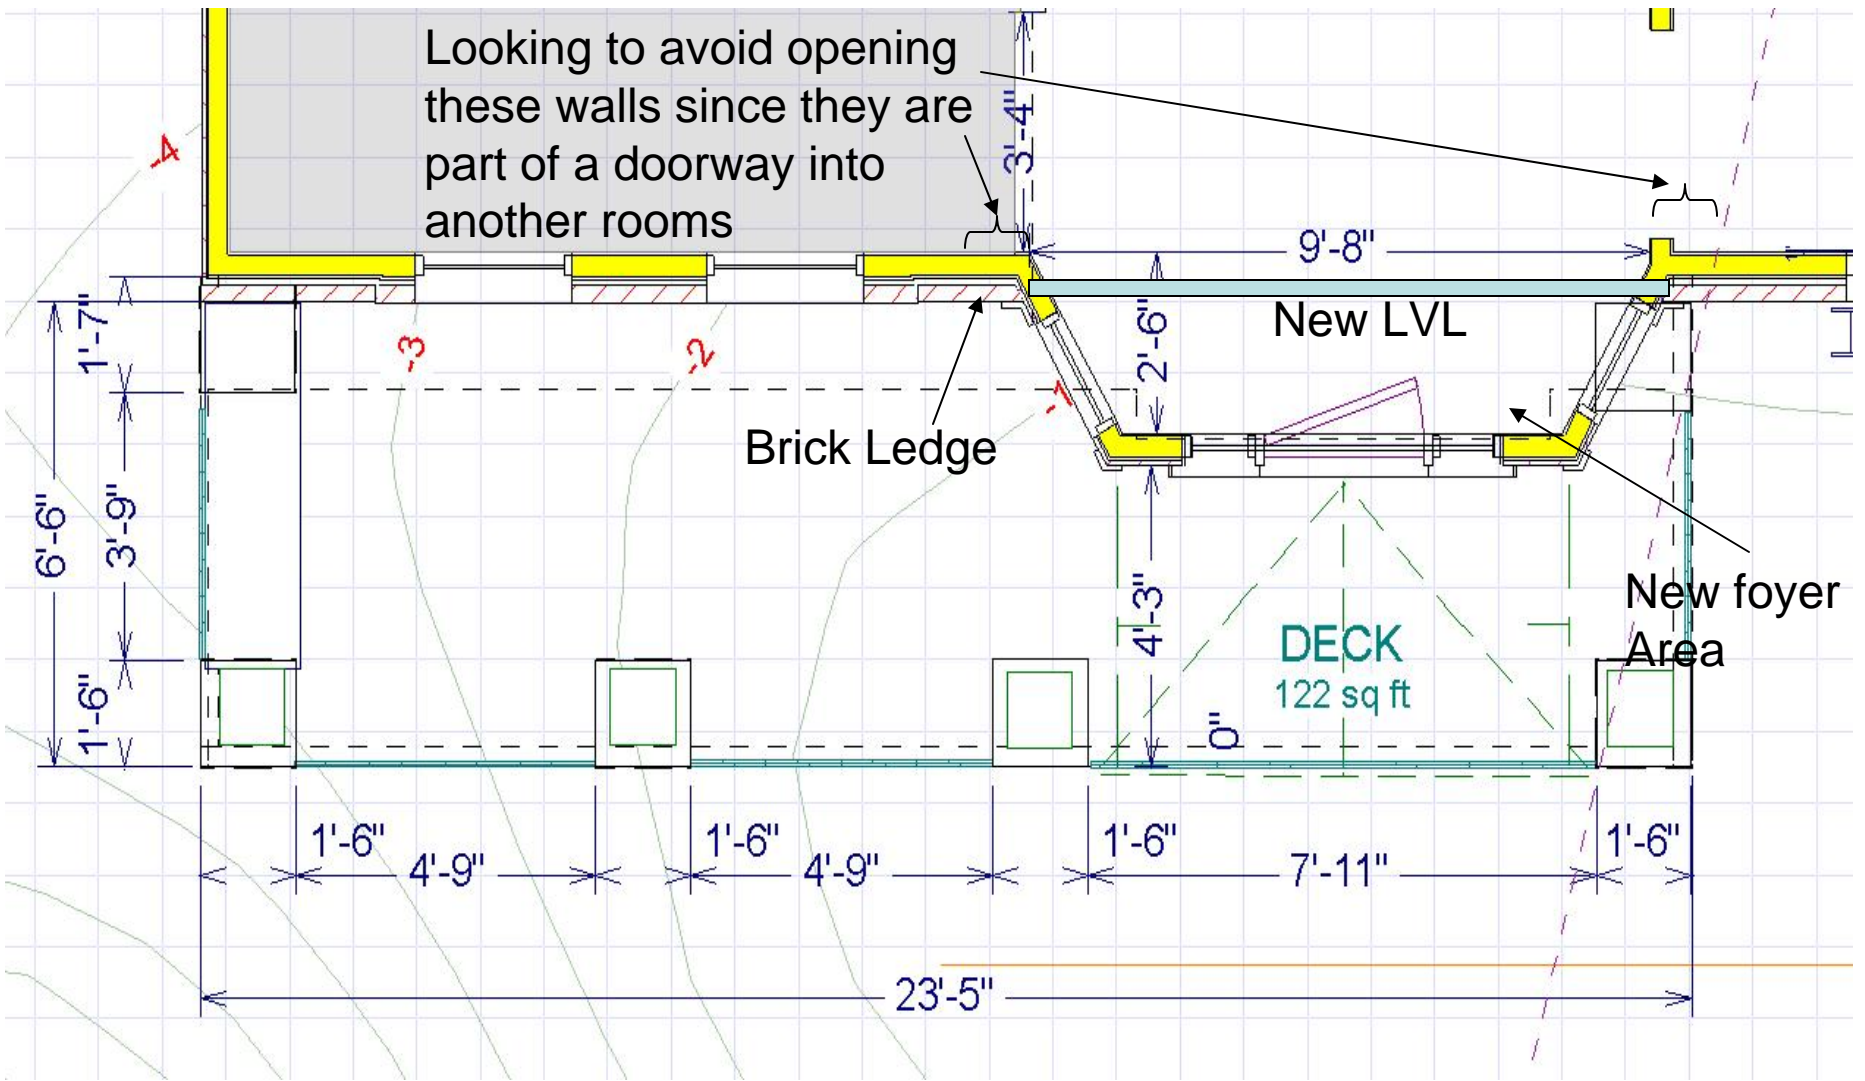 Looking to avoid opening
these walls since they are
part of a doorway into
another rooms
3'-4"
-4
9'-8"
New LVL
1'-7"
-3
-2
-1
2'-6"
Brick Ledge
6'-6"
3'-9"
4'-3"
New foyer
Area
DECK
122 sq ft
0"
1'-6"
1'-6"
4'-9"
1'-6"
4'-9"
1'-6"
7'-11"
1'-6"
23'-5"